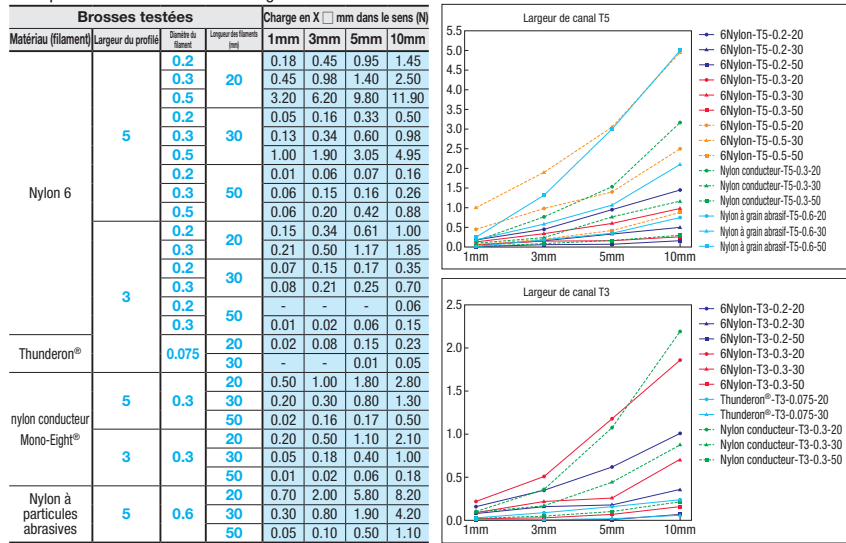 Brosses testées Charge en X □ mm dans le sens (N)
Matériau (filament) Largeur du profilé Diamètre du filament Longueur des filaments (mm) 1mm 3mm 5mm 10mm
Nylon 6 5 0.2 20 0.18 0.45 0.95 1.45
0.3 0.45 0.98 1.40 2.50
0.5 3.20 6.20 9.80 11.90
0.2 30 0.05 0.16 0.33 0.50
0.3 0.13 0.34 0.60 0.98
0.5 1.00 1.90 3.05 4.95
0.2 50 0.01 0.06 0.07 0.16
0.3 0.06 0.15 0.16 0.26
0.5 0.06 0.20 0.42 0.88
3 0.2 20 0.15 0.34 0.61 1.00
0.3 0.21 0.50 1.17 1.85
0.2 30 0.07 0.15 0.17 0.35
0.3 0.08 0.21 0.25 0.70
0.2 50 - - - 0.06
0.3 0.01 0.02 0.06 0.15
Thunderon® 0.075 20 0.02 0.08 0.15 0.23
30 - - 0.01 0.05
nylon conducteur Mono-Eight® 5 0.3 20 0.50 1.00 1.80 2.80
30 0.20 0.30 0.80 1.30
50 0.02 0.16 0.17 0.50
3 0.3 20 0.20 0.50 1.10 2.10
30 0.05 0.18 0.40 1.00
50 0.01 0.02 0.06 0.18
Nylon à particules abrasives 5 0.6 20 0.70 2.00 5.80 8.20
30 0.30 0.80 1.90 4.20
50 0.05 0.10 0.50 1.10
Largeur de canal T5
5.5
5.0
4.5
4.0
3.5
3.0
2.5
2.0
1.5
1.0
0.5
0.0
1mm 3mm 5mm 10mm
6Nylon-T5-0.2-20
6Nylon-T5-0.2-30
6Nylon-T5-0.2-50
6Nylon-T5-0.3-20
6Nylon-T5-0.3-30
6Nylon-T5-0.3-50
6Nylon-T5-0.5-20
6Nylon-T5-0.5-30
6Nylon-T5-0.5-50
Nylon conducteur-T5-0.3-20
Nylon conducteur-T5-0.3-30
Nylon conducteur-T5-0.3-50
Nylon à grain abrasif-T5-0.6-20
Nylon à grain abrasif-T5-0.6-30
Nylon à grain abrasif-T5-0.6-50
Largeur de canal T3
2.5
2.0
1.5
1.0
0.5
0.0
1mm 3mm 5mm 10mm
6Nylon-T3-0.2-20
6Nylon-T3-0.2-30
6Nylon-T3-0.2-50
6Nylon-T3-0.3-20
6Nylon-T3-0.3-30
6Nylon-T3-0.3-50
Thunderon®-T3-0.075-20
Thunderon®-T3-0.075-30
Nylon conducteur-T3-0.3-20
Nylon conducteur-T3-0.3-30
Nylon conducteur-T3-0.3-50